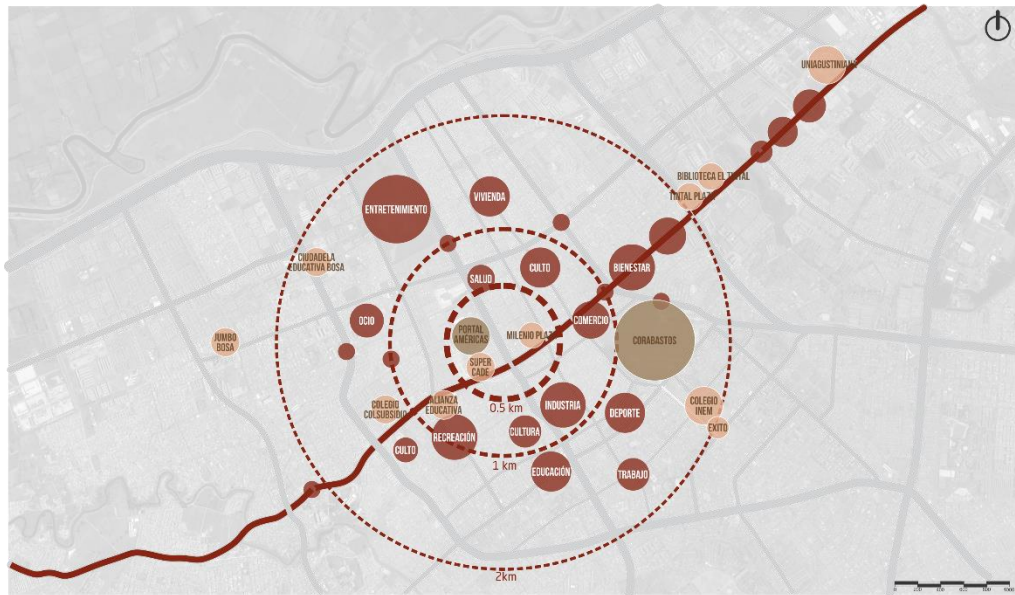 UNIAGUSTINIANA
BIBLIOTECA EL TINTAL
TINTAL PLAZA
VIVIENDA
ENTRETENIMIENTO
CIUDADELA
EDUCATIVA BOSA
SALUD
CULTO
BIENESTAR
OCIO
COMERCIO
PORTAL
AMÉRICAS
MILENIO PLAZA
CORABASTOS
JUMBO
BOSA
SUPER
CADE
COLEGIO
COLSUBSIDIO
ALIANZA
EDUCATIVA
0.5 km
INDUSTRIA
DEPORTE
COLEGIO
INEM
EXITO
RECREACIÓN
CULTURA
CULTO
1 km
EDUCACIÓN
TRABAJO
2km